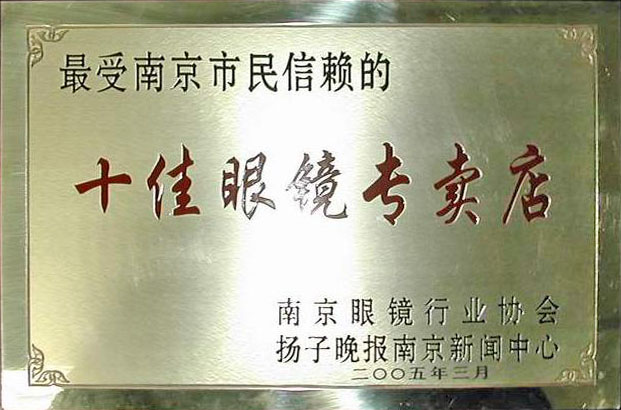 最受南京市民信赖的
十佳眼镜专卖店
南京眼镜行业协会
扬子晚报南京新闻中心
二〇〇五年三月